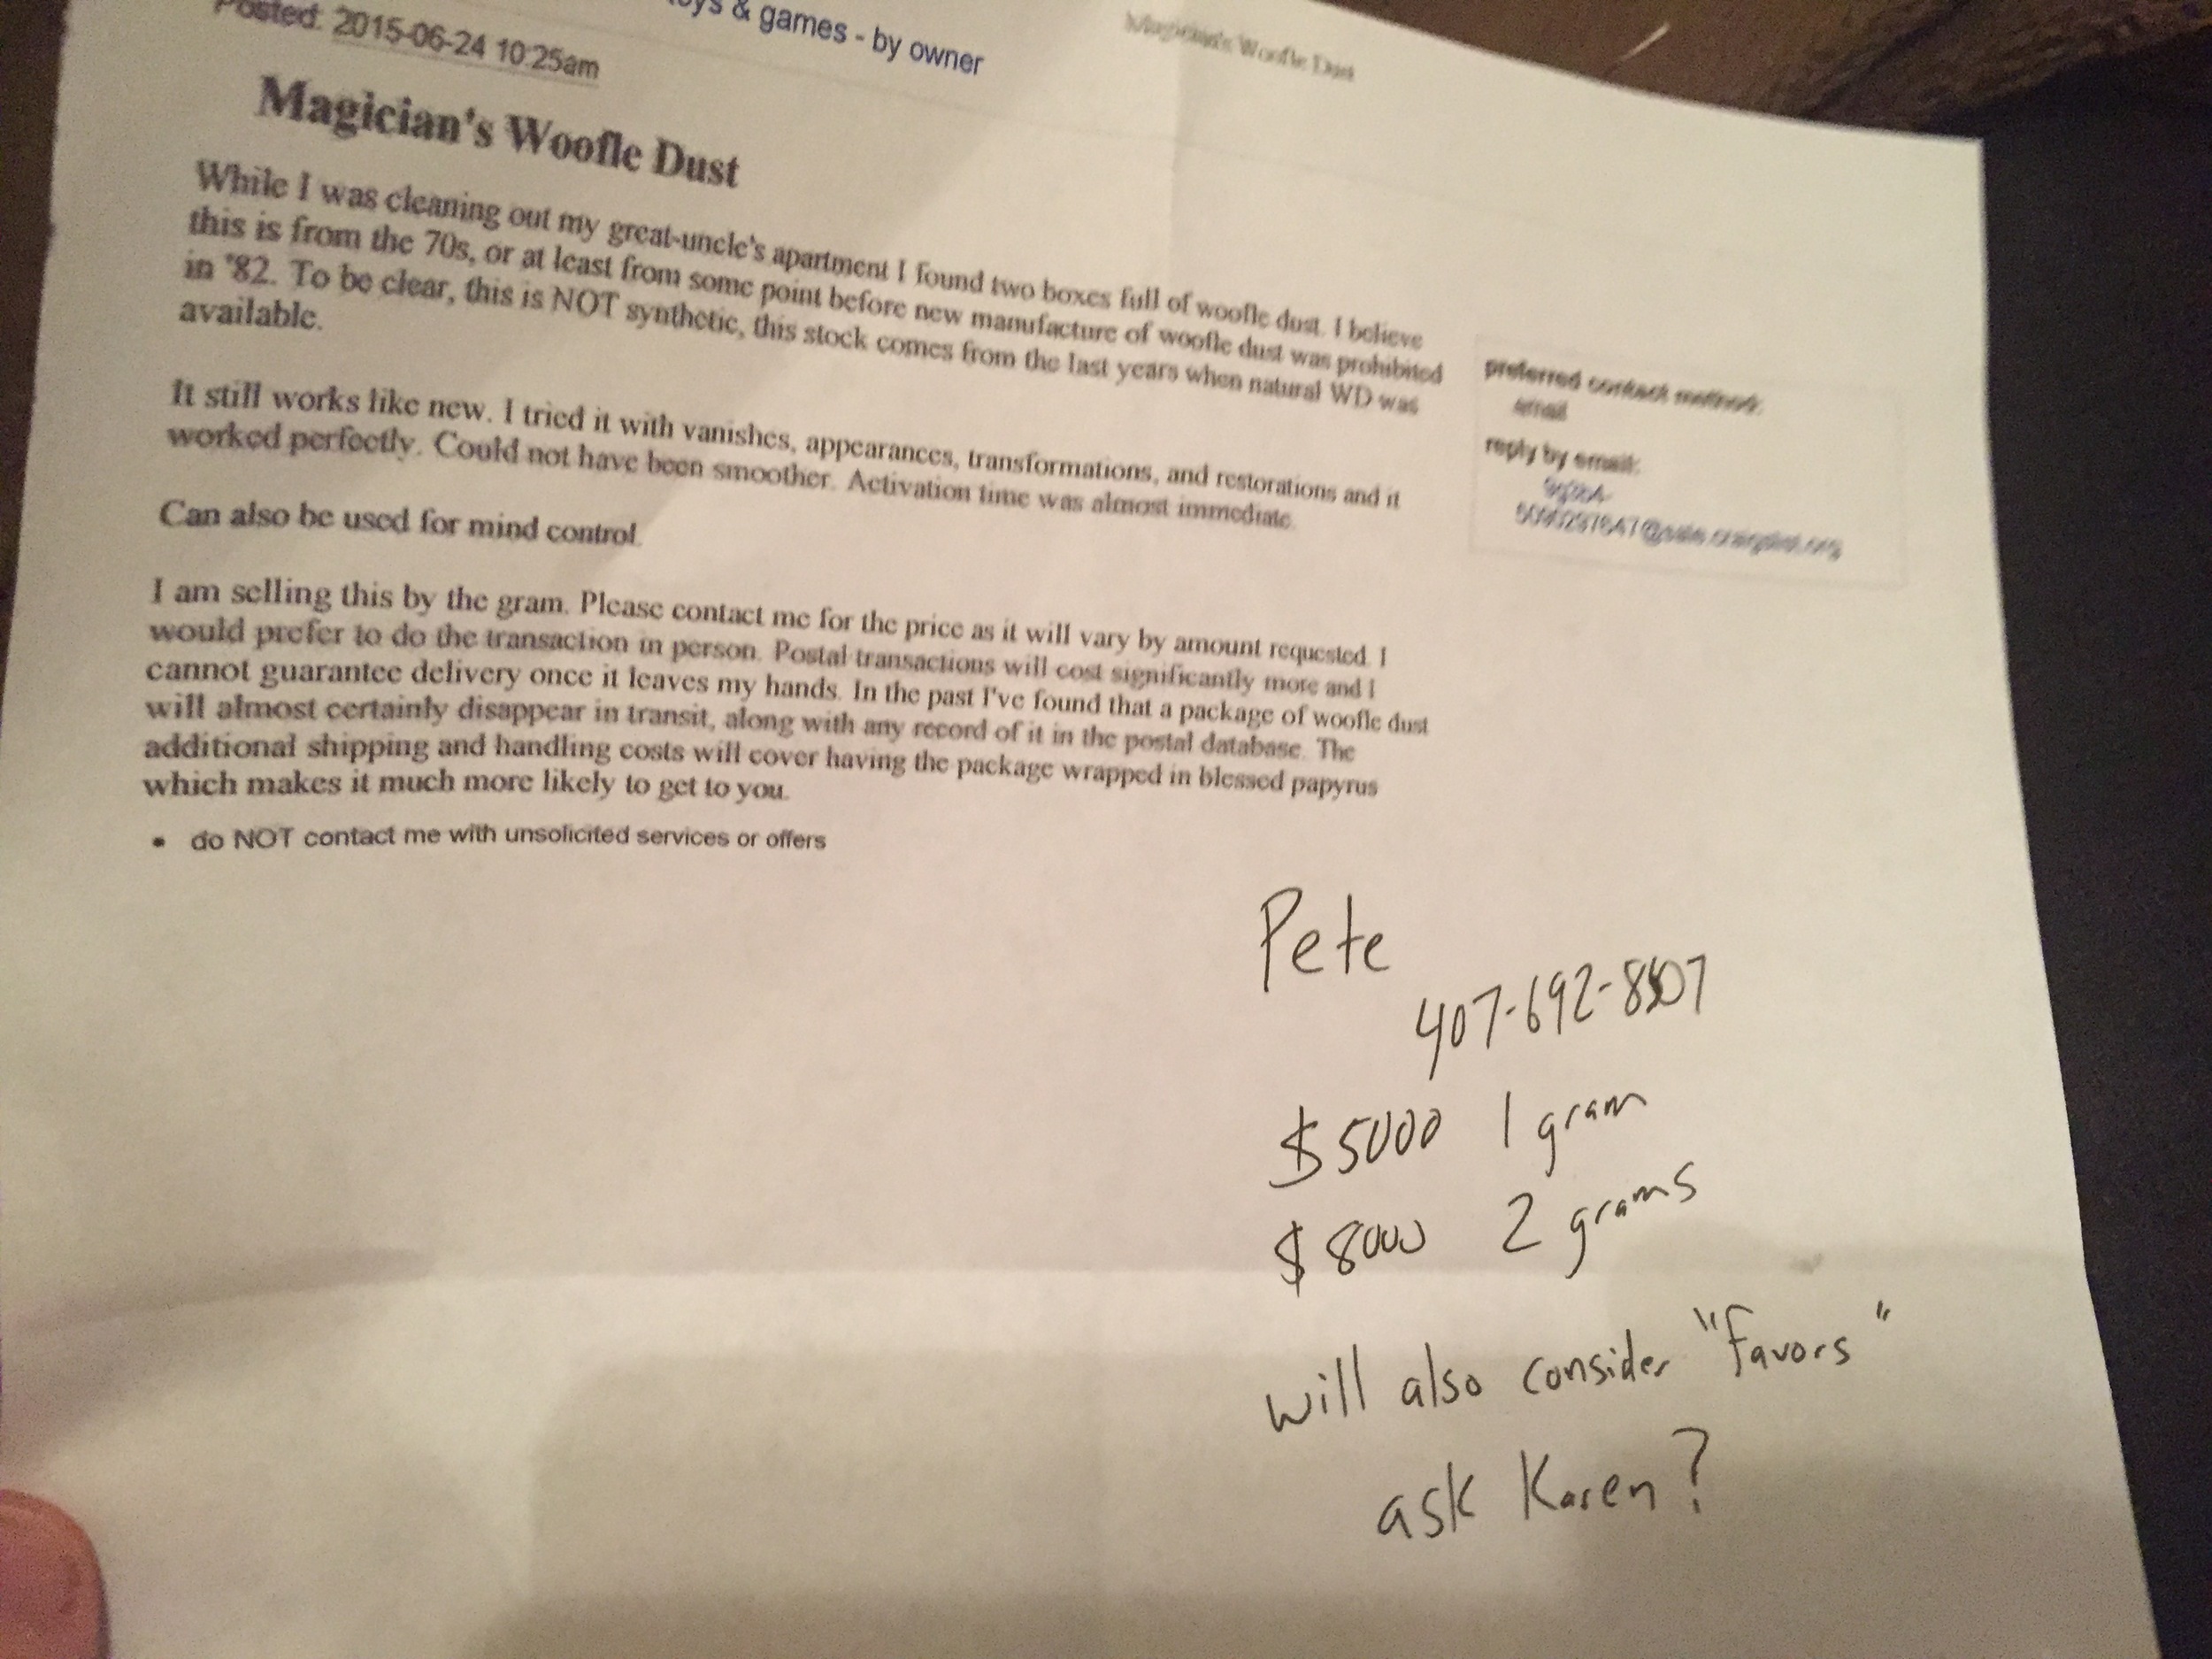 & games - by owner
Magician's Woofle Dust
Posted: 2015-06-24 10:25am
Magician's Woofle Dust
While I was cleaning out my great-uncle's apartment I found two boxes full of woofle dust. I believe
this is from the 70s, or at least from some point before new manufacture of woofle dust was prohibited
in '82. To be clear, this is NOT synthetic, this stock comes from the last years when natural WD was
available.
It still works like new. I tried it with vanishes, appearances, transformations, and restorations and it
worked perfectly. Could not have been smoother. Activation time was almost immediate.
Can also be used for mind control.
I am selling this by the gram. Please contact me for the price as it will vary by amount requested. I
would prefer to do the transaction in person. Postal transactions will cost significantly more and I
cannot guarantee delivery once it leaves my hands. In the past I've found that a package of woofle dust
will almost certainly disappear in transit, along with any record of it in the postal database. The
additional shipping and handling costs will cover having the package wrapped in blessed papyrus
which makes it much more likely to get to you.
• do NOT contact me with unsolicited services or offers
preferred contact method:
email
reply by email:
Pete
407-692-8507
$5000 1 gram
$8000 2 grams
will also consider "favors"
ask Karen?